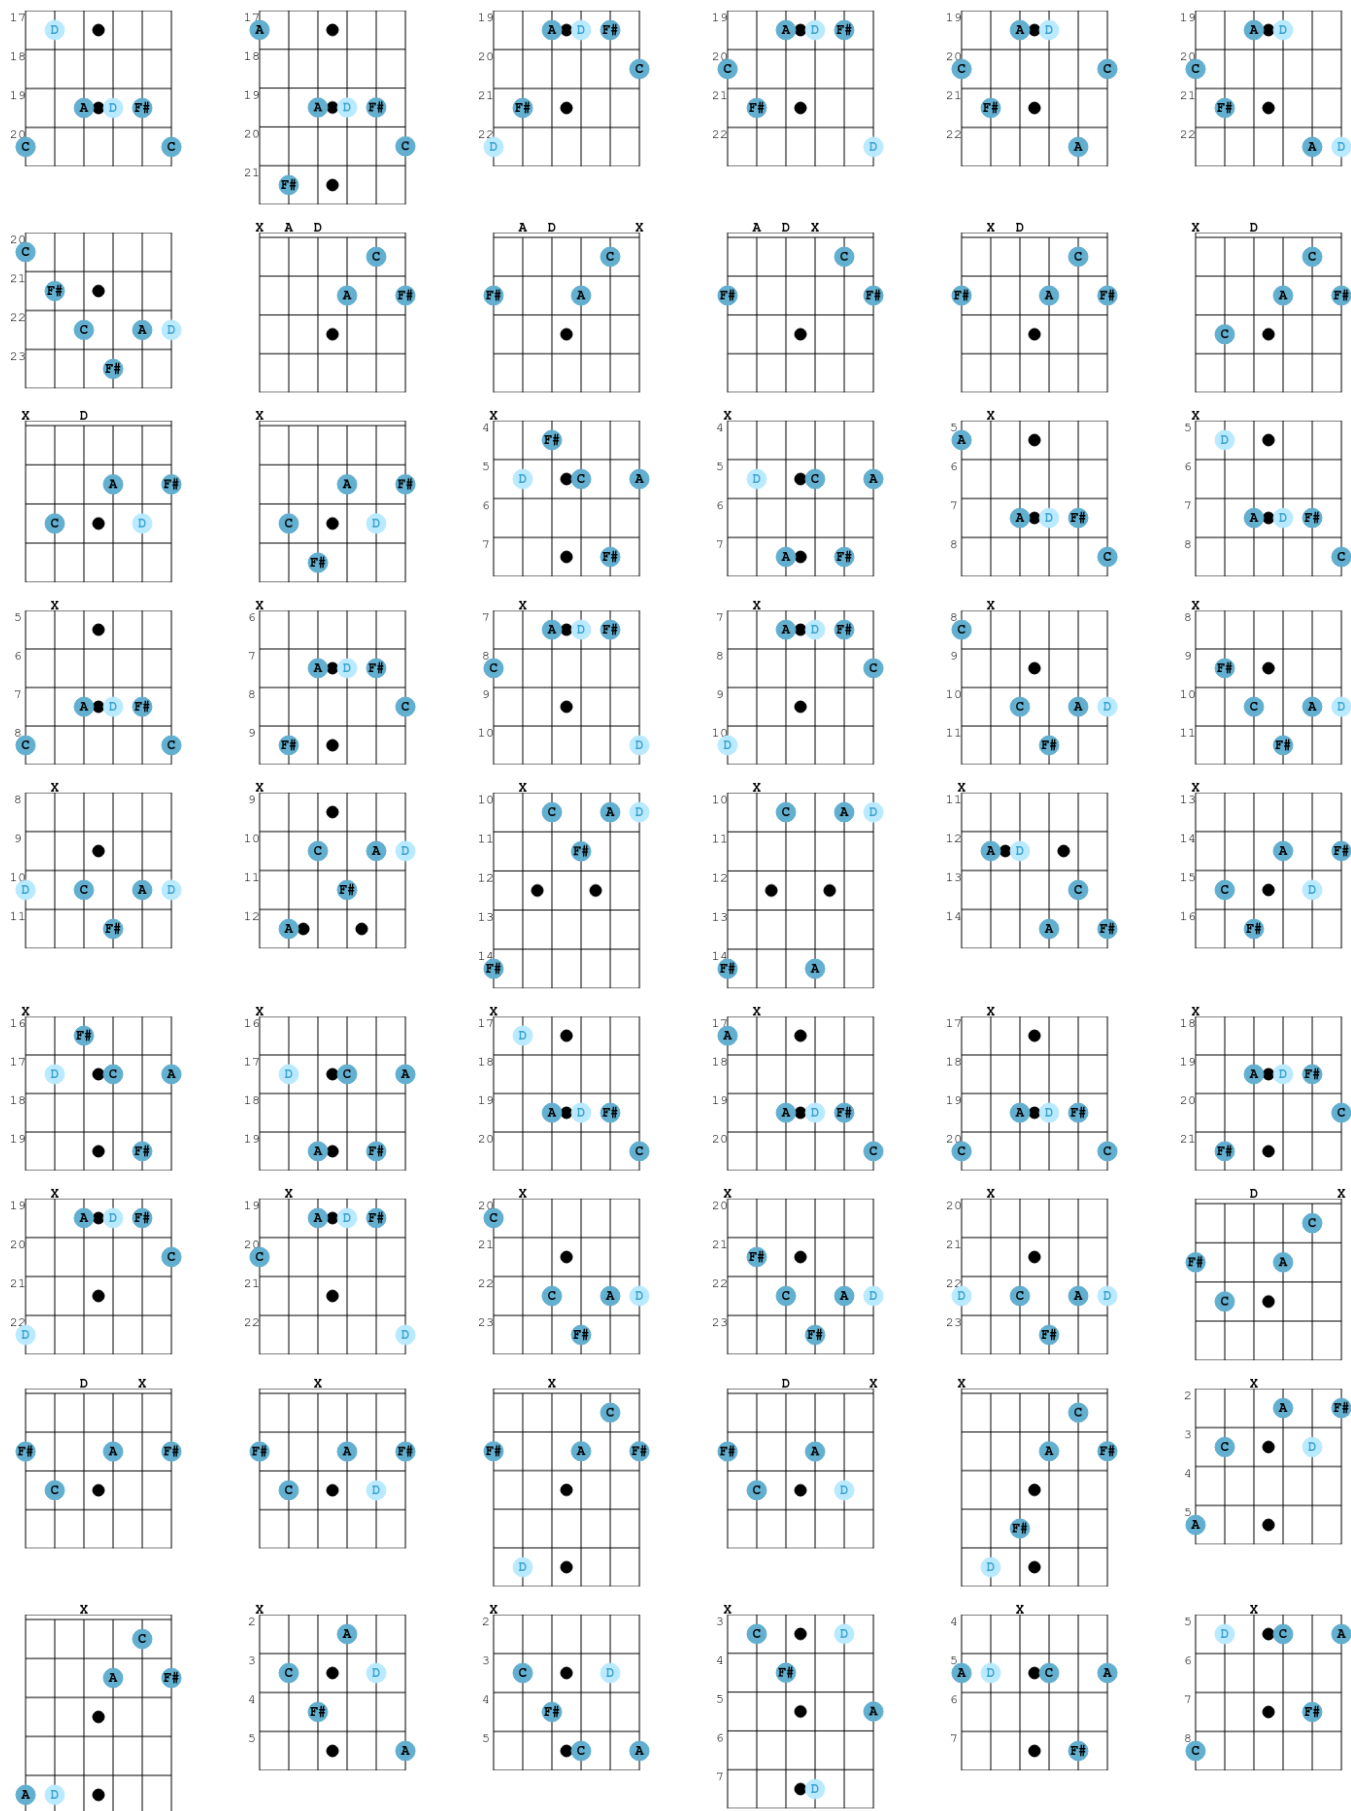 17 17 19 19 19 19
D A A D F# A D F# A D A D
18 18 20 20 20 20
C C C C C
19 19 21 21 21 21
A D F# A D F# F# F# F# F#
20 20 22 22 22 22
C C C D D A A D
21
F#
X A D A D X A D X X D X D
20
C C C C C C
21
F# A F# F# A F# F# F# A F# A F#
22
C A D C
23
F#
X D X X X X X
4 4 5 5
F# A D
5 5 6 6
A F# A F# D C A D C A
6 6 7 7
C D C D A D F# A D F#
7 7 8 8
F# F# A F# C C
X X X X X X
5 6 7 7 8 8
A D F# A D F# C
6 7 8 8 9 9
A D F# C C F#
7 8 9 9 10 10
A D F# C C A D C A D
8 9 10 10 11 11
C C F# D D F# F#
X X X X X X
8 9 10 10 11 13
C A D C A D
9 10 11 11 12 14
C A D F# A D A F#
10 11 12 12 13 15
D C A D F# C C D
11 12 13 13 14 16
F# A A F# F#
14 14
F# F# A
X X X X X X
16 16 17 17 17 18
F# D A
17 17 18 18 18 19
D C A D C A A D F#
18 18 19 19 19 20
A D F# A D F# A D F# C
19 19 20 20 20 21
F# A F# C C C C F#
X X X X X D X
19 19 20 20 20
A D F# A D F# C C
20 20 21 21 21
C C F# F# A
21 21 22 22 22
C A D C A D D C A D C
22 22 23 23 23
D D F# F# F#
D X X X D X X X
2
C C A F#
3
F# A F# F# A F# F# A F# F# A A F# C D
4
C C D C D
5
F# A
D D
X X X X X X
2 2 3 4 5
C A C D D C A
3 3 4 5 6
A F# C D C D F# A D C A
4 4 5 6 7
F# F# A F#
5 5 6 7 8
A C A F# C
7
A D D